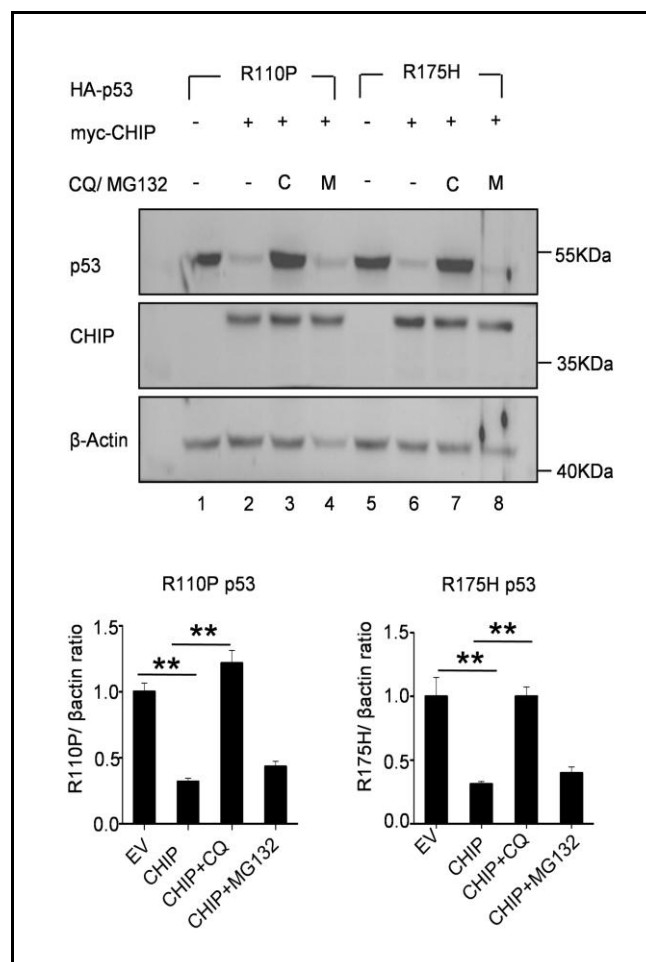 R110P R175H
HA-p53
myc-CHIP - + + + - + + +
CQ/ MG132 - - C M - - C M
p53 55KDa
CHIP
35KDa
β-Actin
40KDa
1 2 3 4 5 6 7 8
R110P p53
R110P/ βactin ratio
1.5
1.0
0.5
0.0
** **
EV CHIP CHIP+CQ CHIP+MG132
R175H p53
R175H/ βactin ratio
1.5
1.0
0.5
0.0
** **
EV CHIP CHIP+CQ CHIP+MG132